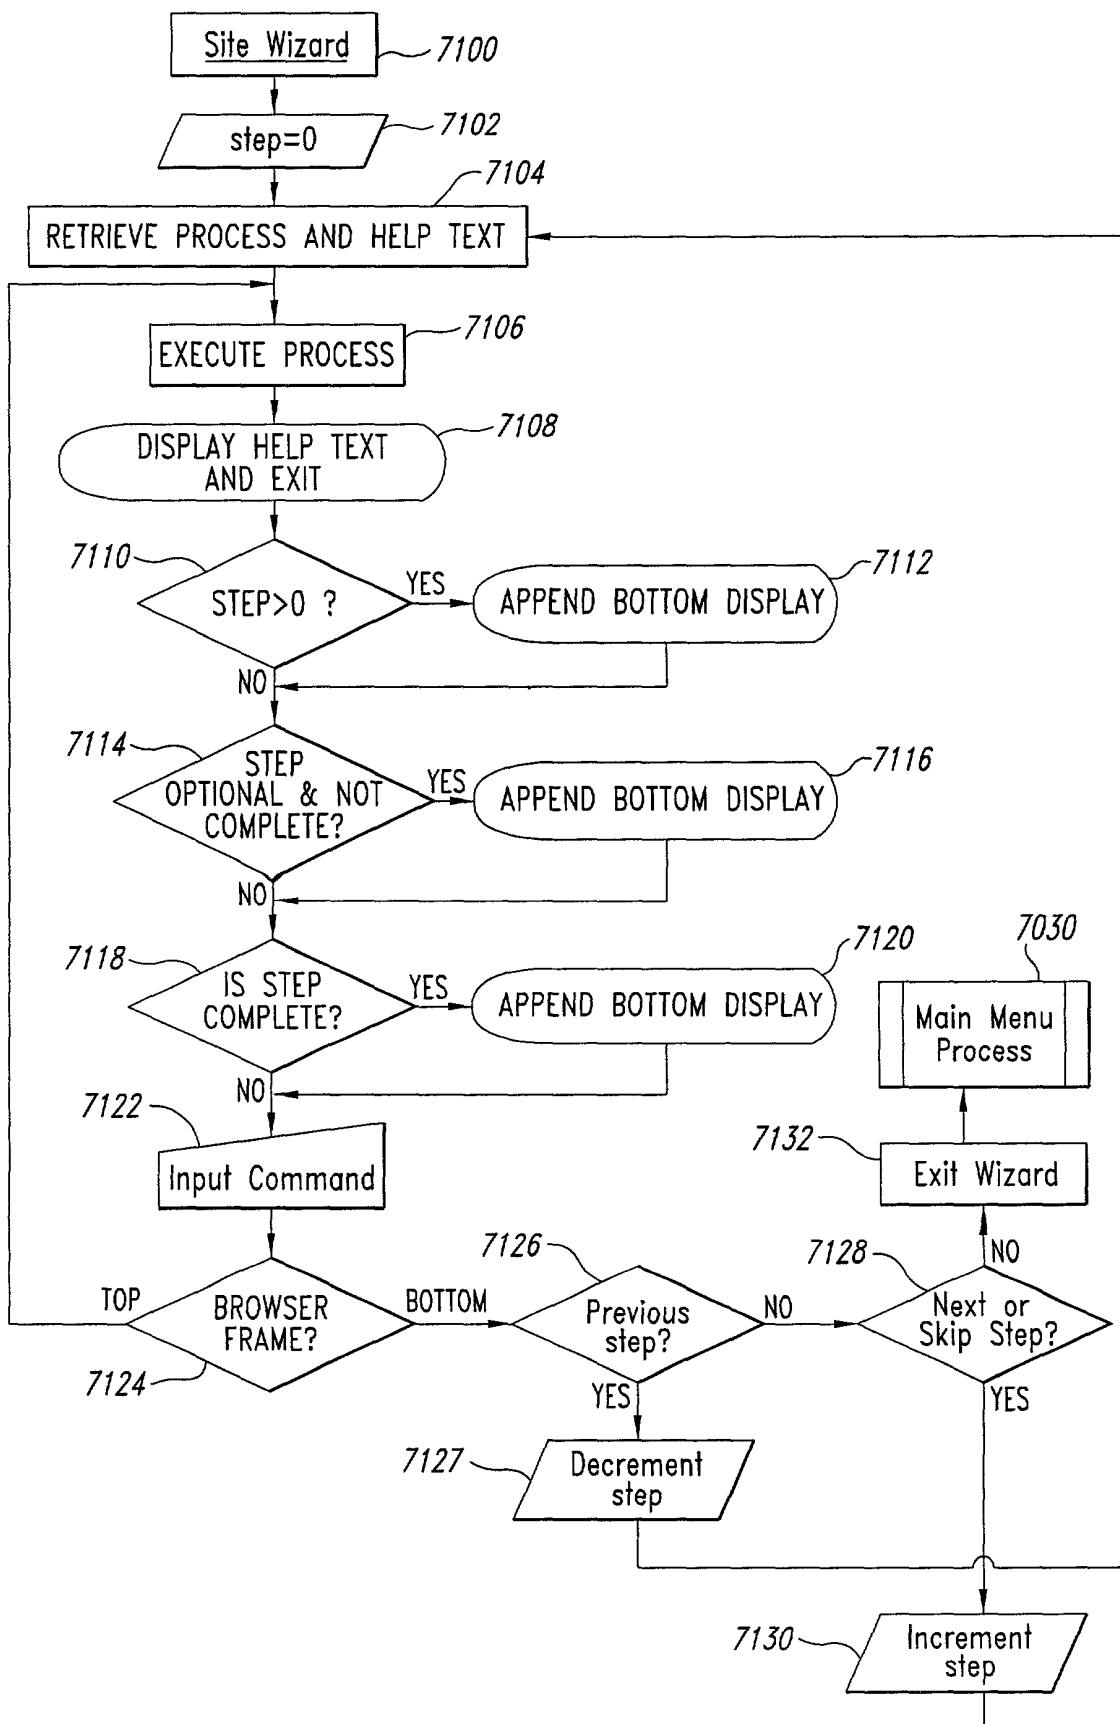 Site Wizard
7100
step=0
7102
7104
RETRIEVE PROCESS AND HELP TEXT
7106
EXECUTE PROCESS
7108
DISPLAY HELP TEXT
AND EXIT
7110
STEP>0 ?
YES
7112
APPEND BOTTOM DISPLAY
NO
7114
STEP
OPTIONAL & NOT
COMPLETE?
YES
7116
APPEND BOTTOM DISPLAY
NO
7118
IS STEP
COMPLETE?
YES
7120
APPEND BOTTOM DISPLAY
NO
7030
Main Menu
Process
7122
Input Command
7132
Exit Wizard
TOP
BROWSER
FRAME?
7124
BOTTOM
7126
Previous
step?
NO
7128
Next or
Skip Step?
NO
YES
YES
7127
Decrement
step
7130
Increment
step